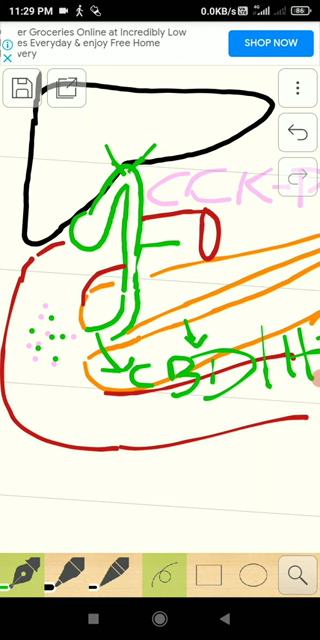 11:29 PM 0.0KB/s 4G 86
er Groceries Online at Incredibly Low
es Everyday & enjoy Free Home
very
SHOP NOW
CCK-P
CBD